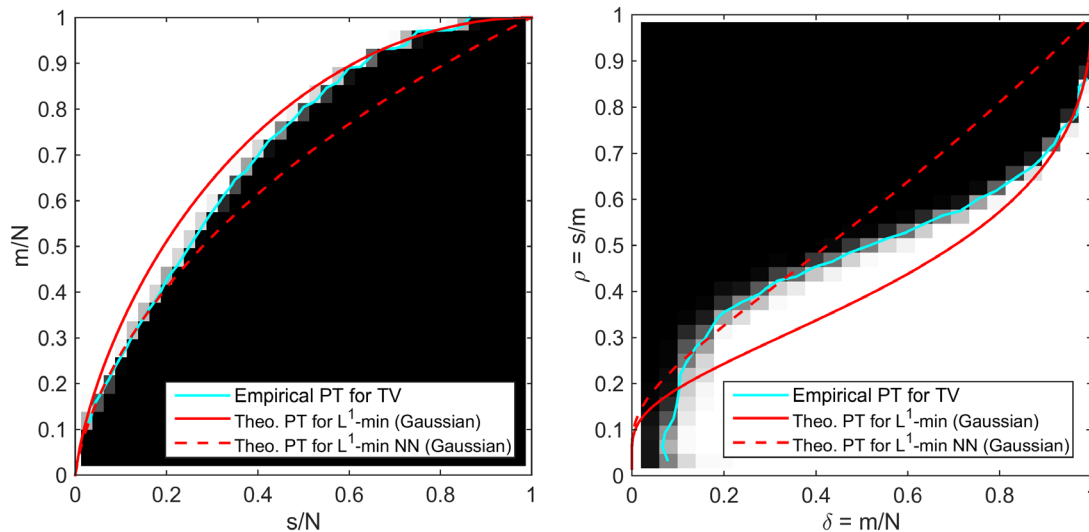 1
0.9
0.8
0.7
0.6
0.5
0.4
0.3
0.2
0.1
0
m/N
0 0.2 0.4 0.6 0.8 1
s/N
Empirical PT for TV
Theo. PT for L¹-min (Gaussian)
Theo. PT for L¹-min NN (Gaussian)
1
0.9
0.8
0.7
0.6
0.5
0.4
0.3
0.2
0.1
0
ρ = s/m
0 0.2 0.4 0.6 0.8 1
δ = m/N
Empirical PT for TV
Theo. PT for L¹-min (Gaussian)
Theo. PT for L¹-min NN (Gaussian)